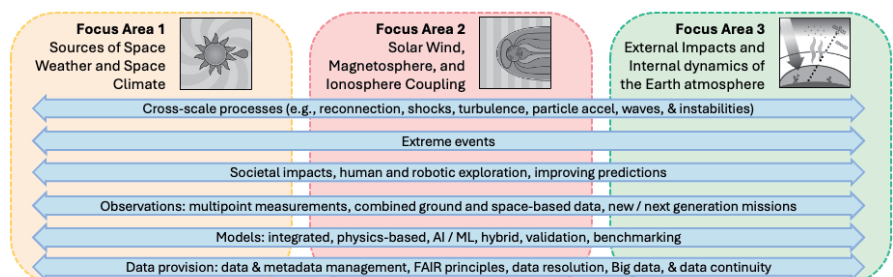 Focus Area 1
Sources of Space
Weather and Space
Climate
Focus Area 2
Solar Wind,
Magnetosphere, and
Ionosphere Coupling
Focus Area 3
External Impacts and
Internal dynamics of
the Earth atmosphere
Cross-scale processes (e.g., reconnection, shocks, turbulence, particle accel, waves, & instabilities)
Extreme events
Societal impacts, human and robotic exploration, improving predictions
Observations: multipoint measurements, combined ground and space-based data, new / next generation missions
Models: integrated, physics-based, AI / ML, hybrid, validation, benchmarking
Data provision: data & metadata management, FAIR principles, data resolution, Big data, & data continuity